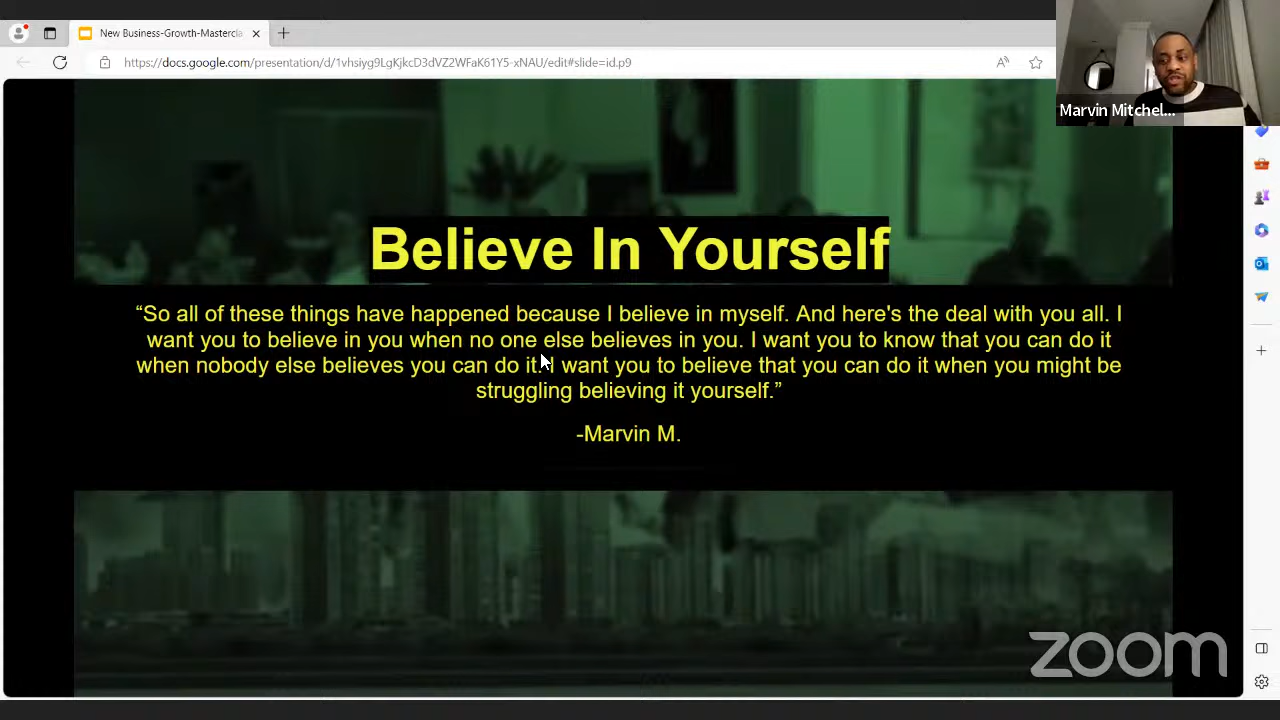 New Business-Growth-Mastercla
https://docs.google.com/presentation/d/1vhsiyg9LgKjkcD3dVZ2WFaKe1Y5-xNAU/edit#slide=id.p9
Marvin Mitchel...
Believe In Yourself
“So all of these things have happened because I believe in myself. And here's the deal with you all. I
want you to believe in you when no one else believes in you. I want you to know that you can do it
when nobody else believes you can do it. I want you to believe that you can do it when you might be
struggling believing it yourself.”
-Marvin M.
zoom